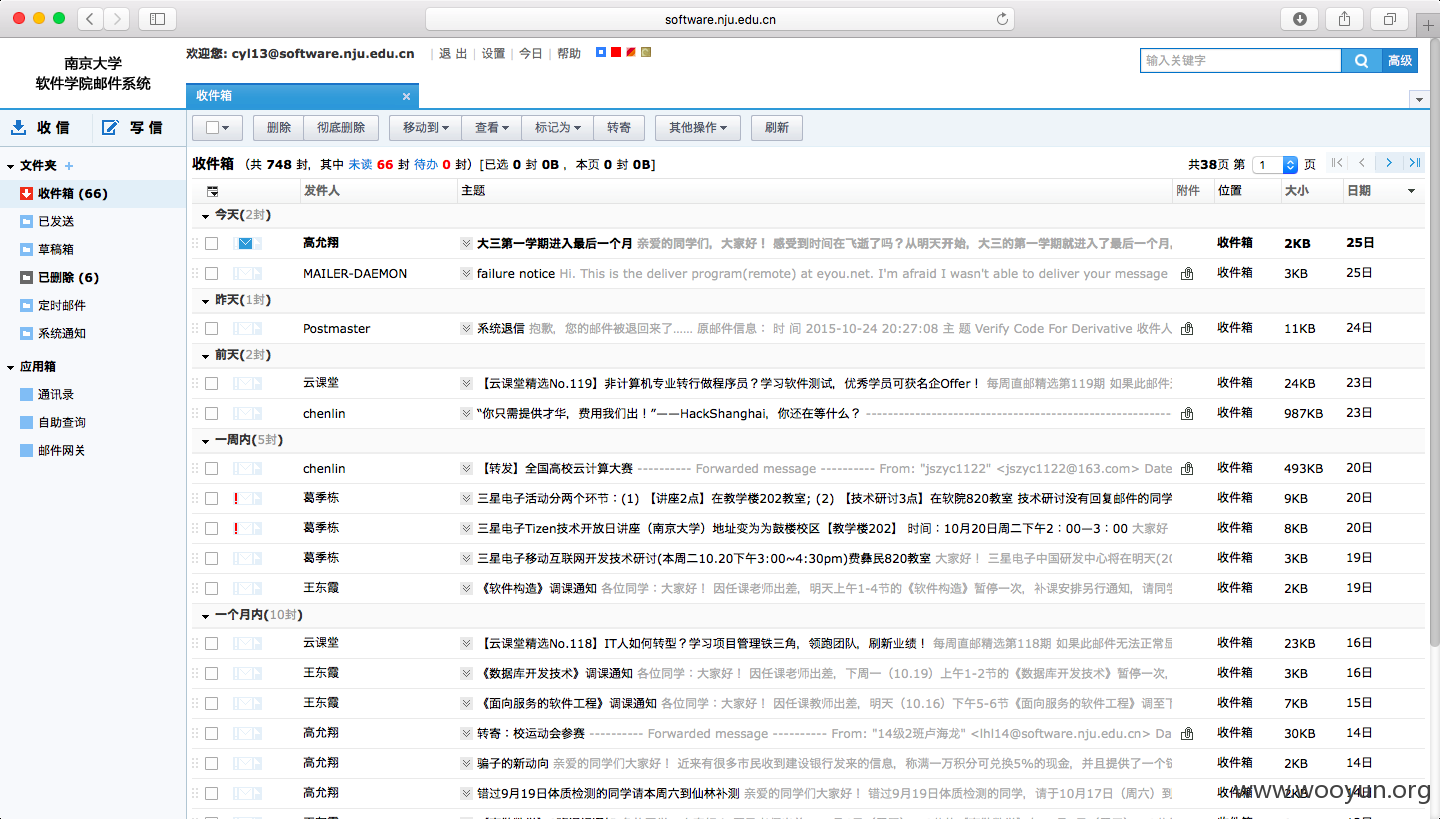 software.nju.edu.cn
南京大学
软件学院邮件系统
欢迎您: cyl13@software.nju.edu.cn | 退 出 | 设置 | 今日 | 帮助
输入关键字 高级
收件箱 ×
收 信 写 信
删除 彻底删除 移动到 查看 标记为 转寄 其他操作 刷新
文件夹 +
收件箱 (66)
已发送
草稿箱
已删除 (6)
定时邮件
系统通知
应用箱
通讯录
自助查询
邮件网关
收件箱 （共 748 封，其中 未读 66 封 待办 0 封）[已选 0 封 0B ，本页 0 封 0B]
共38页 第 1 页
发件人 主题 附件 位置 大小 日期
今天(2封)
高允翔 大三第一学期进入最后一个月 亲爱的同学们，大家好！ 感受到时间在飞逝了吗？从明天开始，大三的第一学期就进入了最后一个月, 收件箱 2KB 25日
MAILER-DAEMON failure notice Hi. This is the deliver program(remote) at eyou.net. I'm afraid I wasn't able to deliver your message 收件箱 3KB 25日
昨天(1封)
Postmaster 系统退信 抱歉，您的邮件被退回来了…… 原邮件信息： 时 间 2015-10-24 20:27:08 主 题 Verify Code For Derivative 收件人 收件箱 11KB 24日
前天(2封)
云课堂 【云课堂精选No.119】非计算机专业转行做程序员？学习软件测试，优秀学员可获名企Offer！ 每周直邮精选第119期 如果此邮件 收件箱 24KB 23日
chenlin “你只需提供才华，费用我们出！”——HackShanghai，你还在等什么？ 收件箱 987KB 23日
一周内(5封)
chenlin 【转发】全国高校云计算大赛 ---------- Forwarded message ---------- From: "jszyc1122" <jszyc1122@163.com> Date 收件箱 493KB 20日
葛季栋 三星电子活动分两个环节：(1) 【讲座2点】在教学楼202教室; (2) 【技术研讨3点】在软院820教室 技术研讨没有回复邮件的同学 收件箱 9KB 20日
葛季栋 三星电子Tizen技术开放日讲座（南京大学）地址变为为鼓楼校区【教学楼202】 时间：10月20日周二下午2：00—3：00 大家好 收件箱 8KB 20日
葛季栋 三星电子移动互联网开发技术研讨(本周二10.20下午3:00~4:30pm)费彝民820教室 大家好！ 三星电子中国研发中心将在明天(20 收件箱 3KB 19日
王东霞 《软件构造》调课通知 各位同学：大家好！ 因任课老师出差，明天上午1-4节的《软件构造》暂停一次，补课安排另行通知，请同学 收件箱 2KB 19日
一个月内(10封)
云课堂 【云课堂精选No.118】IT人如何转型？学习项目管理铁三角，领跑团队，刷新业绩！ 每周直邮精选第118期 如果此邮件无法正常显 收件箱 23KB 16日
王东霞 《数据库开发技术》调课通知 各位同学：大家好！ 因任课老师出差，下周一（10.19）上午1-2节的《数据库开发技术》暂停一次, 收件箱 3KB 16日
王东霞 《面向服务的软件工程》调课通知 各位同学：大家好！ 因任课教师出差，明天（10.16）下午5-6节《面向服务的软件工程》调至下 收件箱 7KB 15日
高允翔 转寄：校运动会参赛 ---------- Forwarded message ---------- From: "14级2班卢海龙" <lhl14@software.nju.edu.cn> Da 收件箱 30KB 14日
高允翔 骗子的新动向 亲爱的同学们大家好！ 近来有很多市民收到建设银行发来的信息，称满一万积分可兑换5%的现金，并且提供了一个 收件箱 2KB 14日
高允翔 错过9月19日体质检测的同学请本周六到仙林补测 亲爱的同学们大家好！ 错过9月19日体质检测的同学，请于10月17日（周六）到 收件箱 2KB 14日
www.wooyun.org